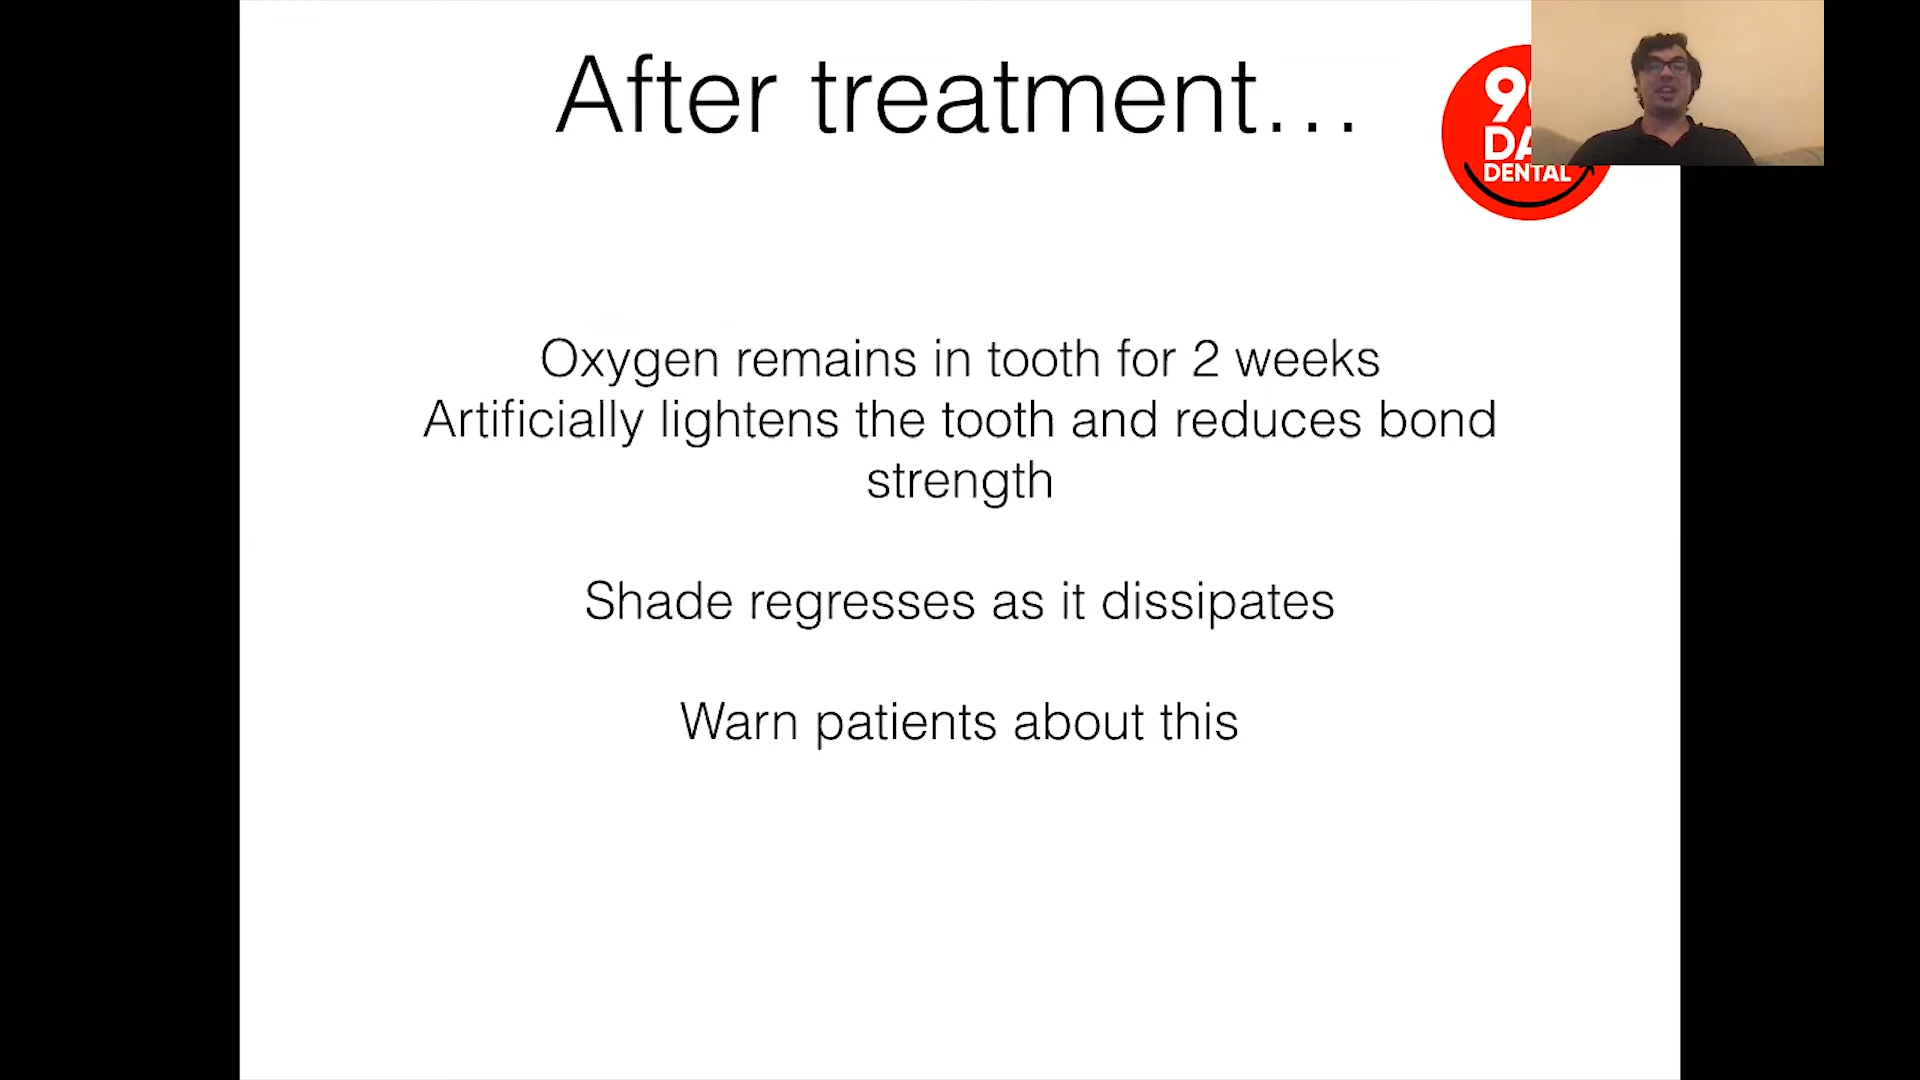 After treatment...
DENTAL
Oxygen remains in tooth for 2 weeks
Artificially lightens the tooth and reduces bond
strength
Shade regresses as it dissipates
Warn patients about this